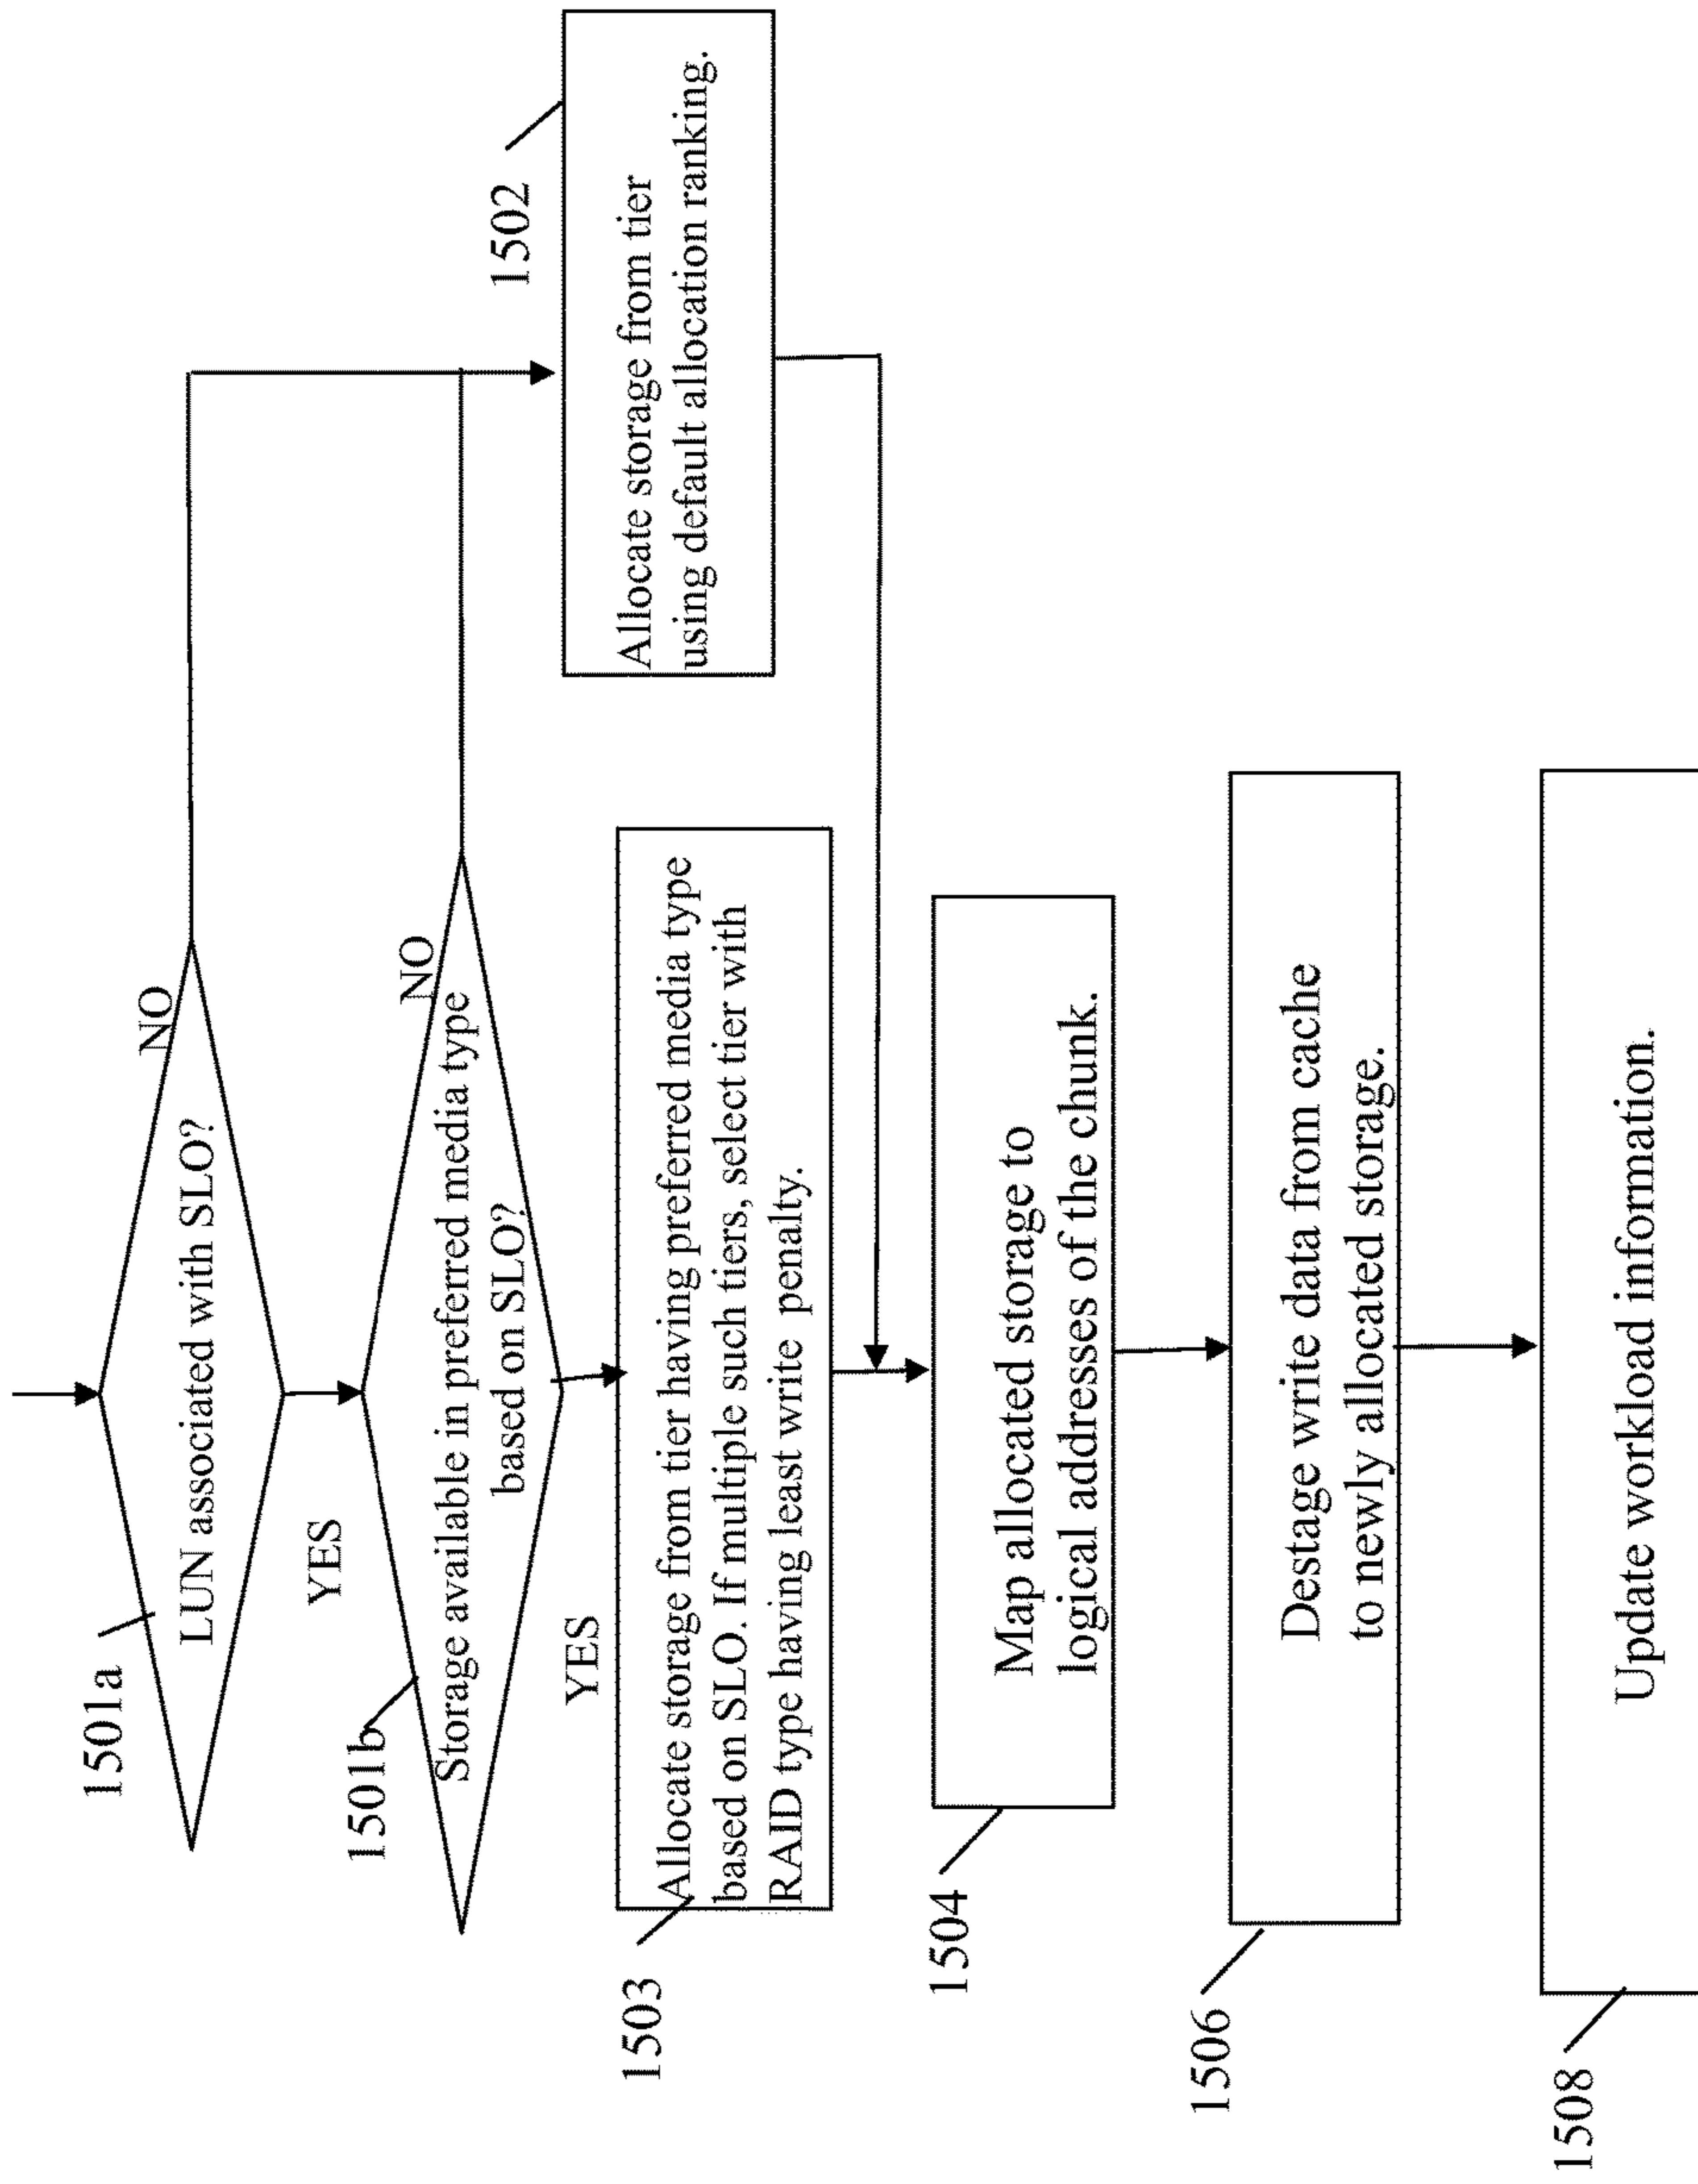 1501a
LUN associated with SLO?
NO
YES
1501b
Storage available in preferred media type
based on SLO?
NO
YES
1502
Allocate storage from tier
using default allocation ranking.
1503
Allocate storage from tier having preferred media type
based on SLO. If multiple such tiers, select tier with
RAID type having least write penalty.
1504
Map allocated storage to
logical addresses of the chunk.
1506
Destage write data from cache
to newly allocated storage.
1508
Update workload information.